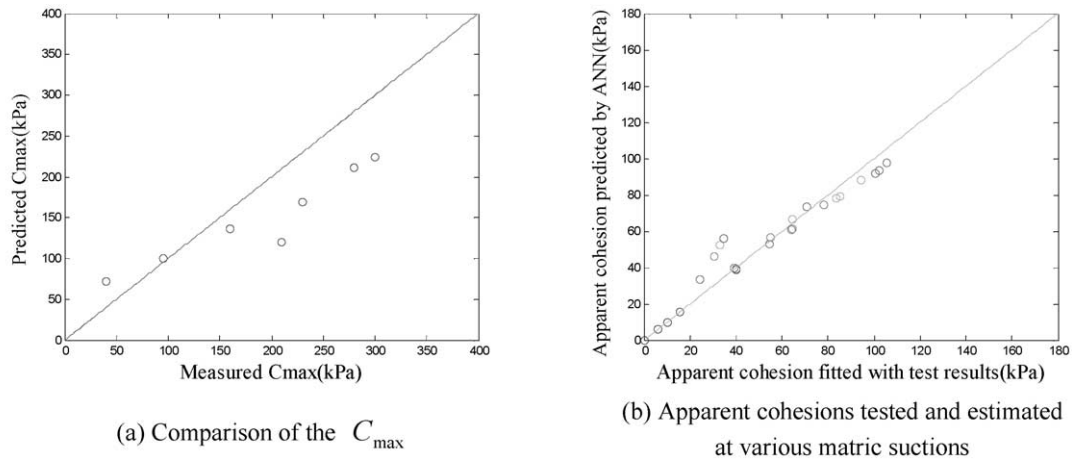 400
350
300
250
200
150
100
50
0
Predicted Cmax(kPa)
0 50 100 150 200 250 300 350 400
Measured Cmax(kPa)
(a) Comparison of the C max
180
160
140
120
100
80
60
40
20
0
Apparent cohesion predicted by ANN(kPa)
0 20 40 60 80 100 120 140 160 180
Apparent cohesion fitted with test results(kPa)
(b) Apparent cohesions tested and estimated
at various matric suctions